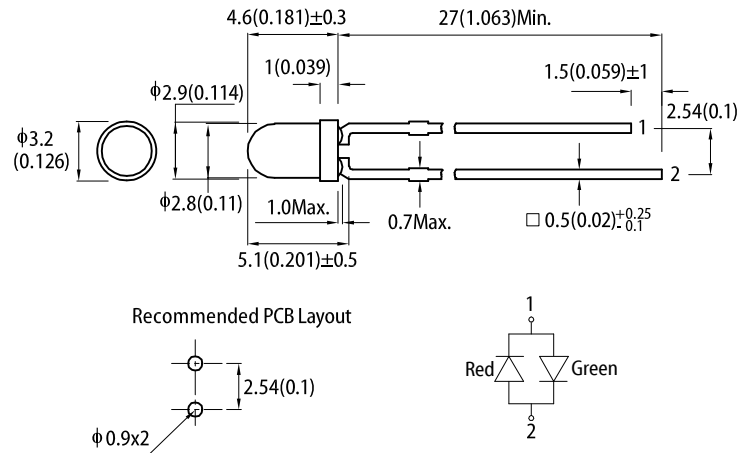 4.6(0.181)±0.3
27(1.063)Min.
1(0.039)
1.5(0.059)±1
ϕ2.9(0.114)
2.54(0.1)
ϕ3.2
(0.126)
1
2
ϕ2.8(0.11)
1.0Max.
0.7Max.
□ 0.5(0.02)+0.25
- 0.1
5.1(0.201)±0.5
Recommended PCB Layout
2.54(0.1)
ϕ0.9x2
1
Red
Green
2